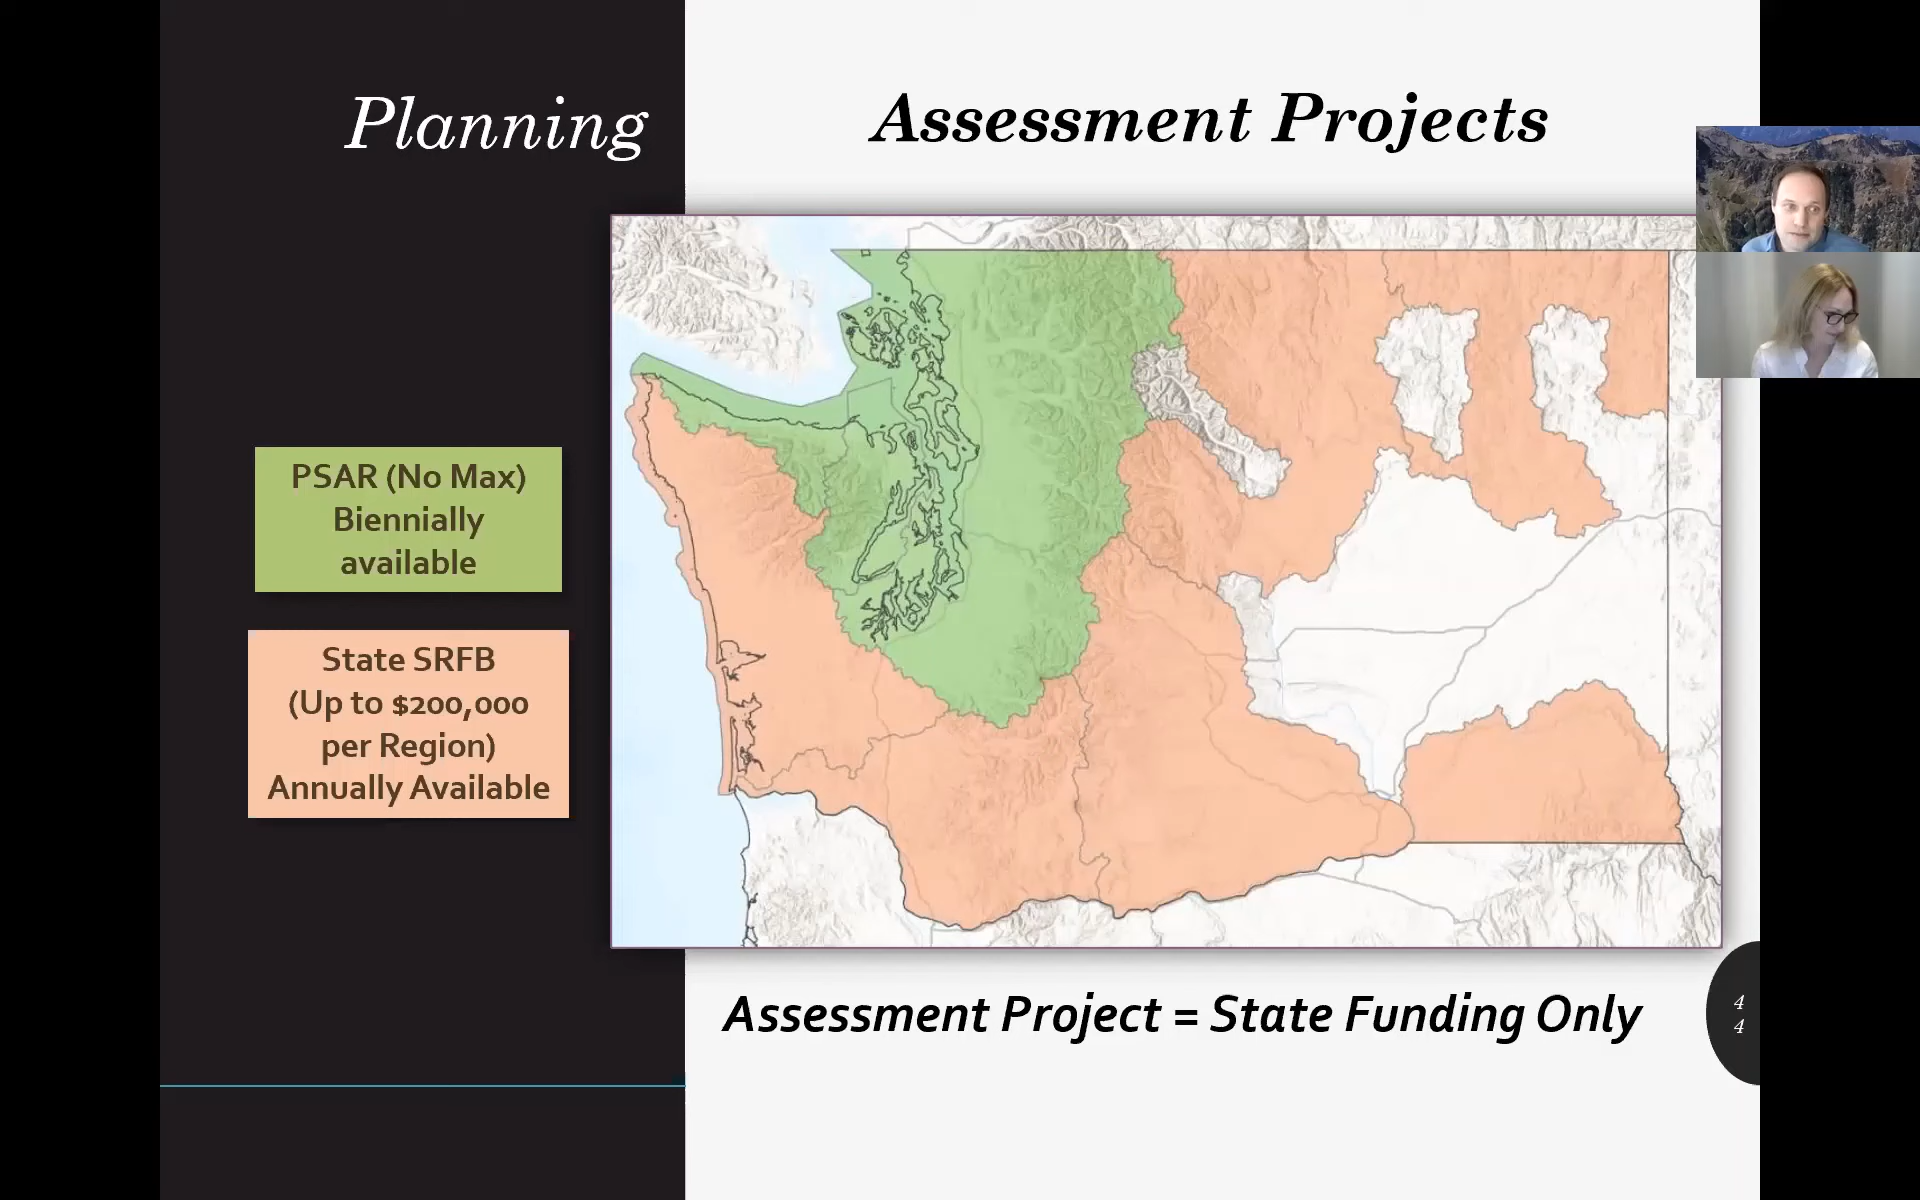 Planning
Assessment Projects
PSAR (No Max)
Biennially
available
State SRFB
(Up to $200,000
per Region)
Annually Available
Assessment Project = State Funding Only
4
4